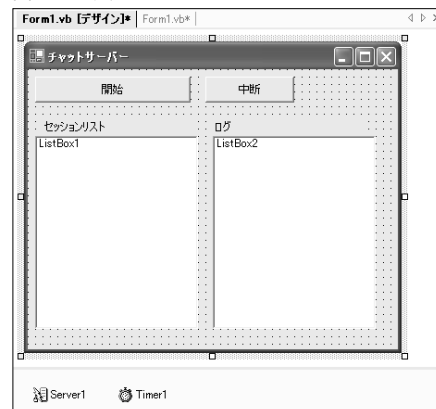 Form1.vb [デザイン]* Form1.vb*
チャットサーバー
開始 中断
セッションリスト ログ
ListBox1 ListBox2
Server1 Timer1